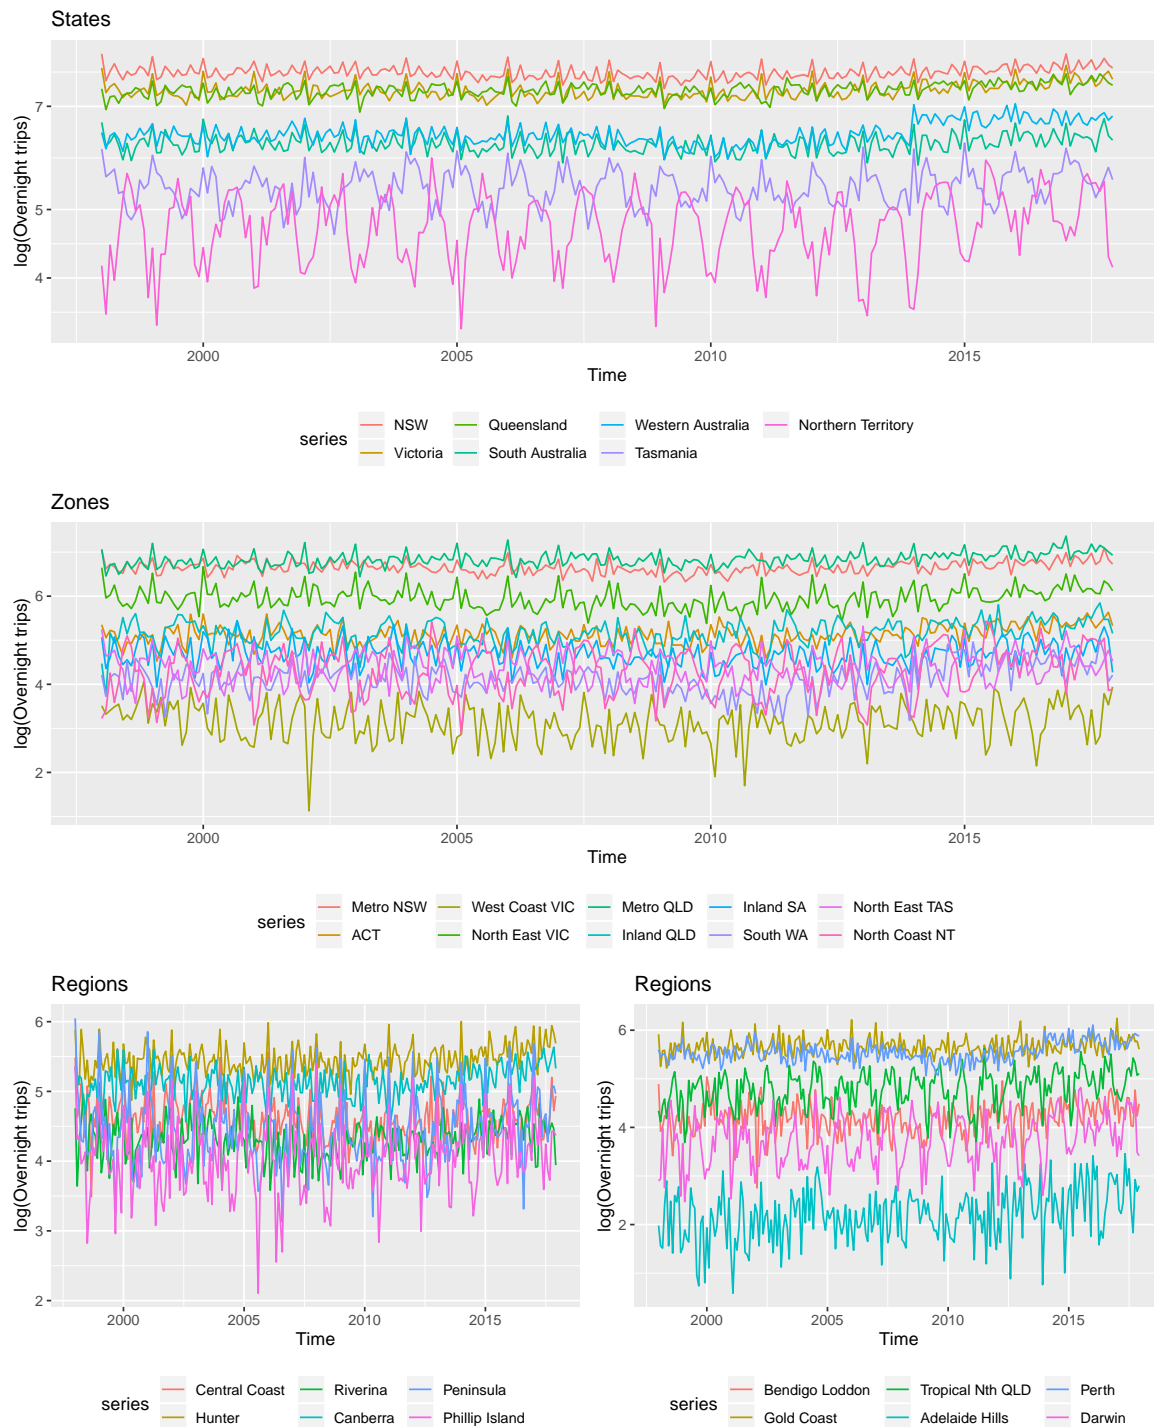 States
log(Overnight trips)
7
5
4
2000 2005 2010 2015
Time
series
NSW Queensland Western Australia Northern Territory
Victoria South Australia Tasmania
Zones
log(Overnight trips)
6
4
2
2000 2005 2010 2015
Time
series
Metro NSW West Coast VIC Metro QLD Inland SA North East TAS
ACT North East VIC Inland QLD South WA North Coast NT
Regions
log(Overnight trips)
6
5
4
3
2
2000 2005 2010 2015
Time
series
Central Coast Riverina Peninsula
Hunter Canberra Phillip Island
Regions
log(Overnight trips)
6
4
2
2000 2005 2010 2015
Time
series
Bendigo Loddon Tropical Nth QLD Perth
Gold Coast Adelaide Hills Darwin